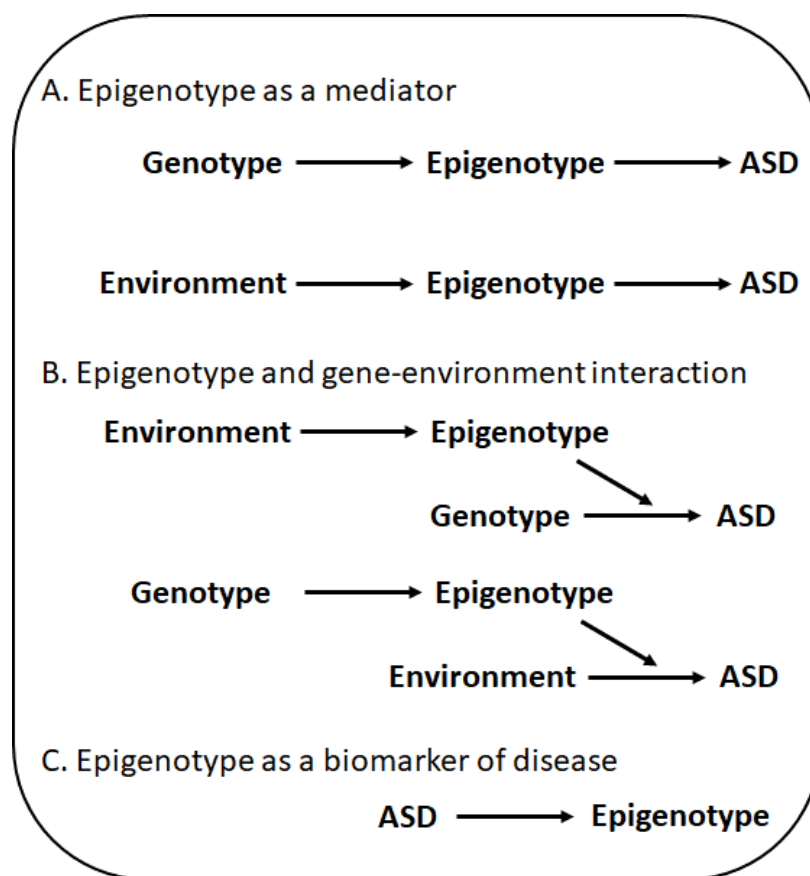 A. Epigenotype as a mediator
Genotype Epigenotype ASD
Environment Epigenotype ASD
B. Epigenotype and gene-environment interaction
Environment Epigenotype
Genotype ASD
Genotype Epigenotype
Environment ASD
C. Epigenotype as a biomarker of disease
ASD Epigenotype